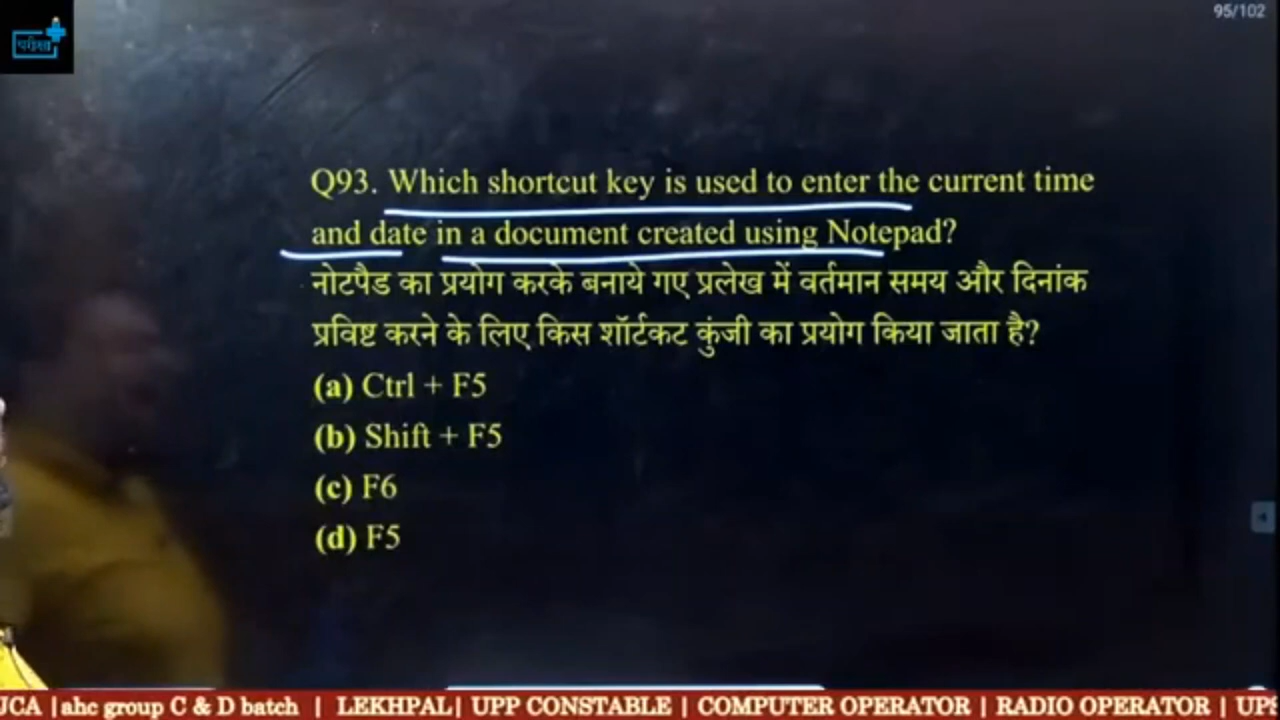 95/102
परीक्षा
Q93. Which shortcut key is used to enter the current time
and date in a document created using Notepad?
नोटपैड का प्रयोग करके बनाये गए प्रलेख में वर्तमान समय और दिनांक
प्रविष्ट करने के लिए किस शॉर्टकट कुंजी का प्रयोग किया जाता है?
(a) Ctrl + F5
(b) Shift + F5
(c) F6
(d) F5
JCA | ahc group C & D batch | LEKHPAL | UPP CONSTABLE | COMPUTER OPERATOR | RADIO OPERATOR | UPS